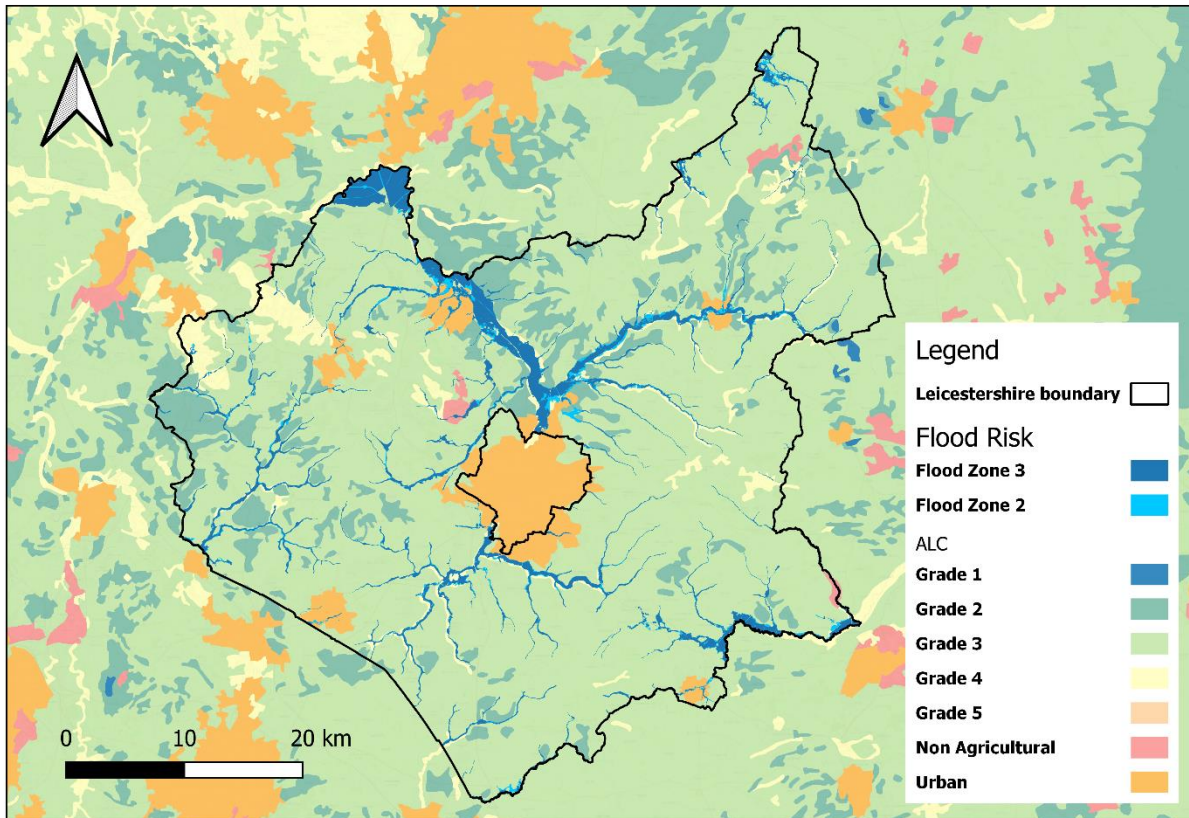 Legend
Leicestershire boundary
Flood Risk
Flood Zone 3
Flood Zone 2
ALC
Grade 1
Grade 2
Grade 3
Grade 4
Grade 5
Non Agricultural
Urban
0 10 20 km